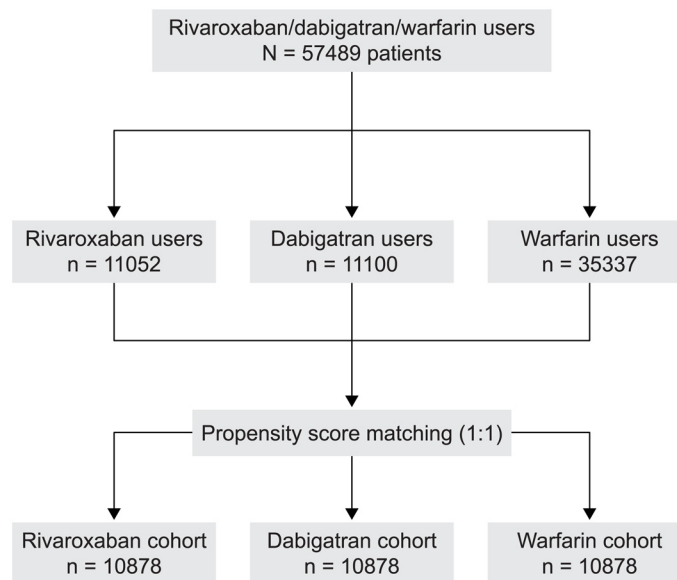 Rivaroxaban/dabigatran/warfarin users
N = 57489 patients
Rivaroxaban users
n = 11052
Dabigatran users
n = 11100
Warfarin users
n = 35337
Propensity score matching (1:1)
Rivaroxaban cohort
n = 10878
Dabigatran cohort
n = 10878
Warfarin cohort
n = 10878